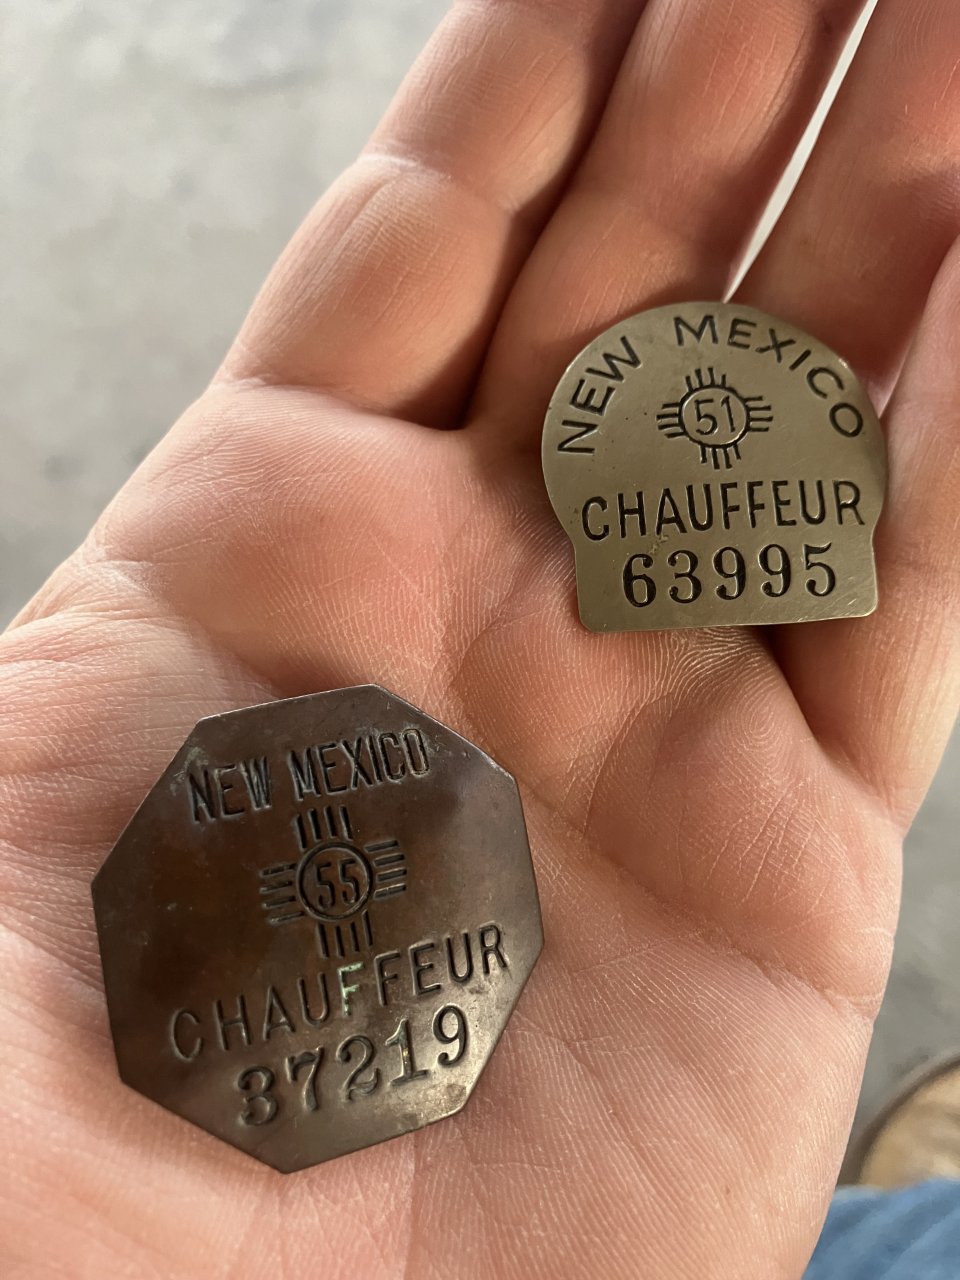 NEW MEXICO
51
CHAUFFEUR
63995
NEW MEXICO
55
CHAUFFEUR
37219